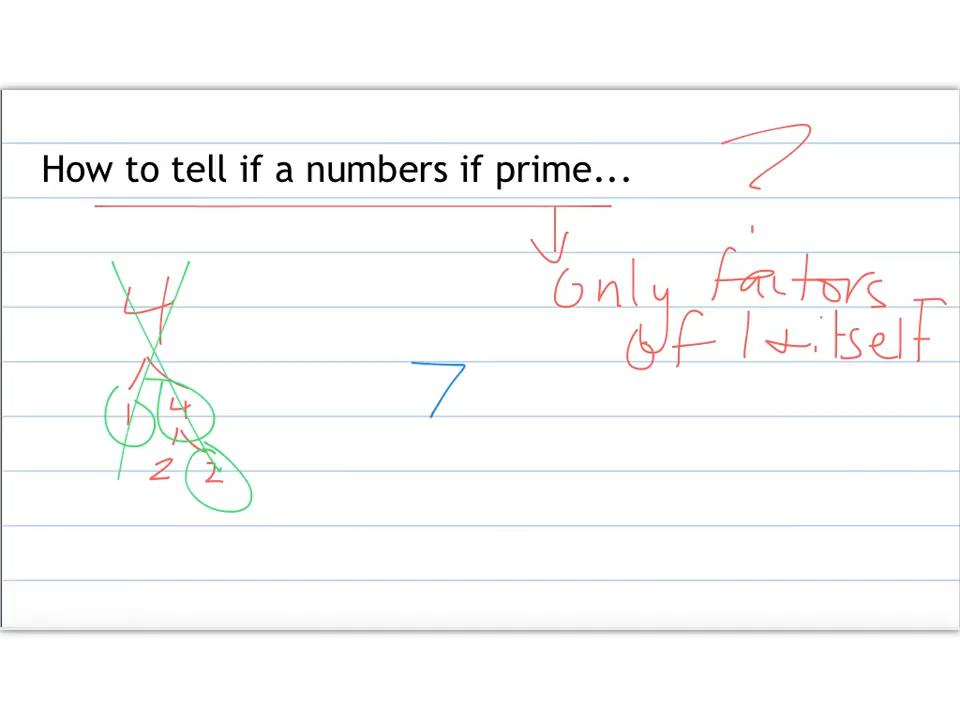 How to tell if a numbers if prime...
?
only factors
of 1 & itself
4
7
1 4
2 2